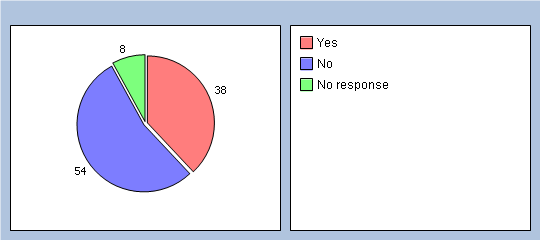 8
38
54
Yes
No
No response